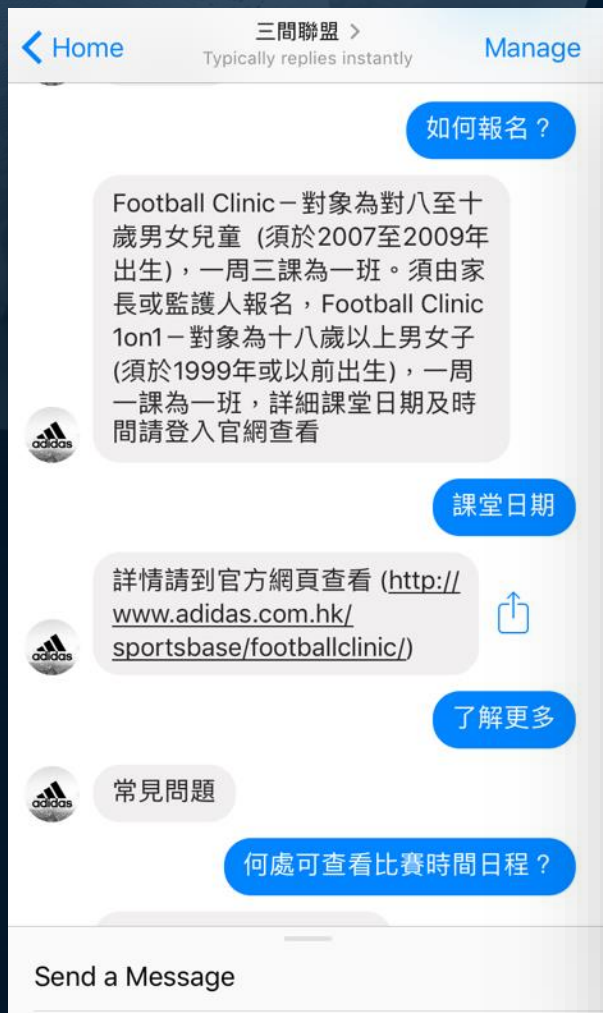 三間聯盟 >
Home
Typically replies instantly
Manage
如何報名？
Football Clinic－對象為對八至十
歲男女兒童 (須於2007至2009年
出生)，一周三課為一班。須由家
長或監護人報名，Football Clinic
1on1－對象為十八歲以上男女子
(須於1999年或以前出生)，一周
一課為一班，詳細課堂日期及時
間請登入官網查看
adidas
課堂日期
詳情請到官方網頁查看 (http://
www.adidas.com.hk/
sportsbase/footballclinic/)
adidas
了解更多
常見問題
adidas
何處可查看比賽時間日程？
Send a Message